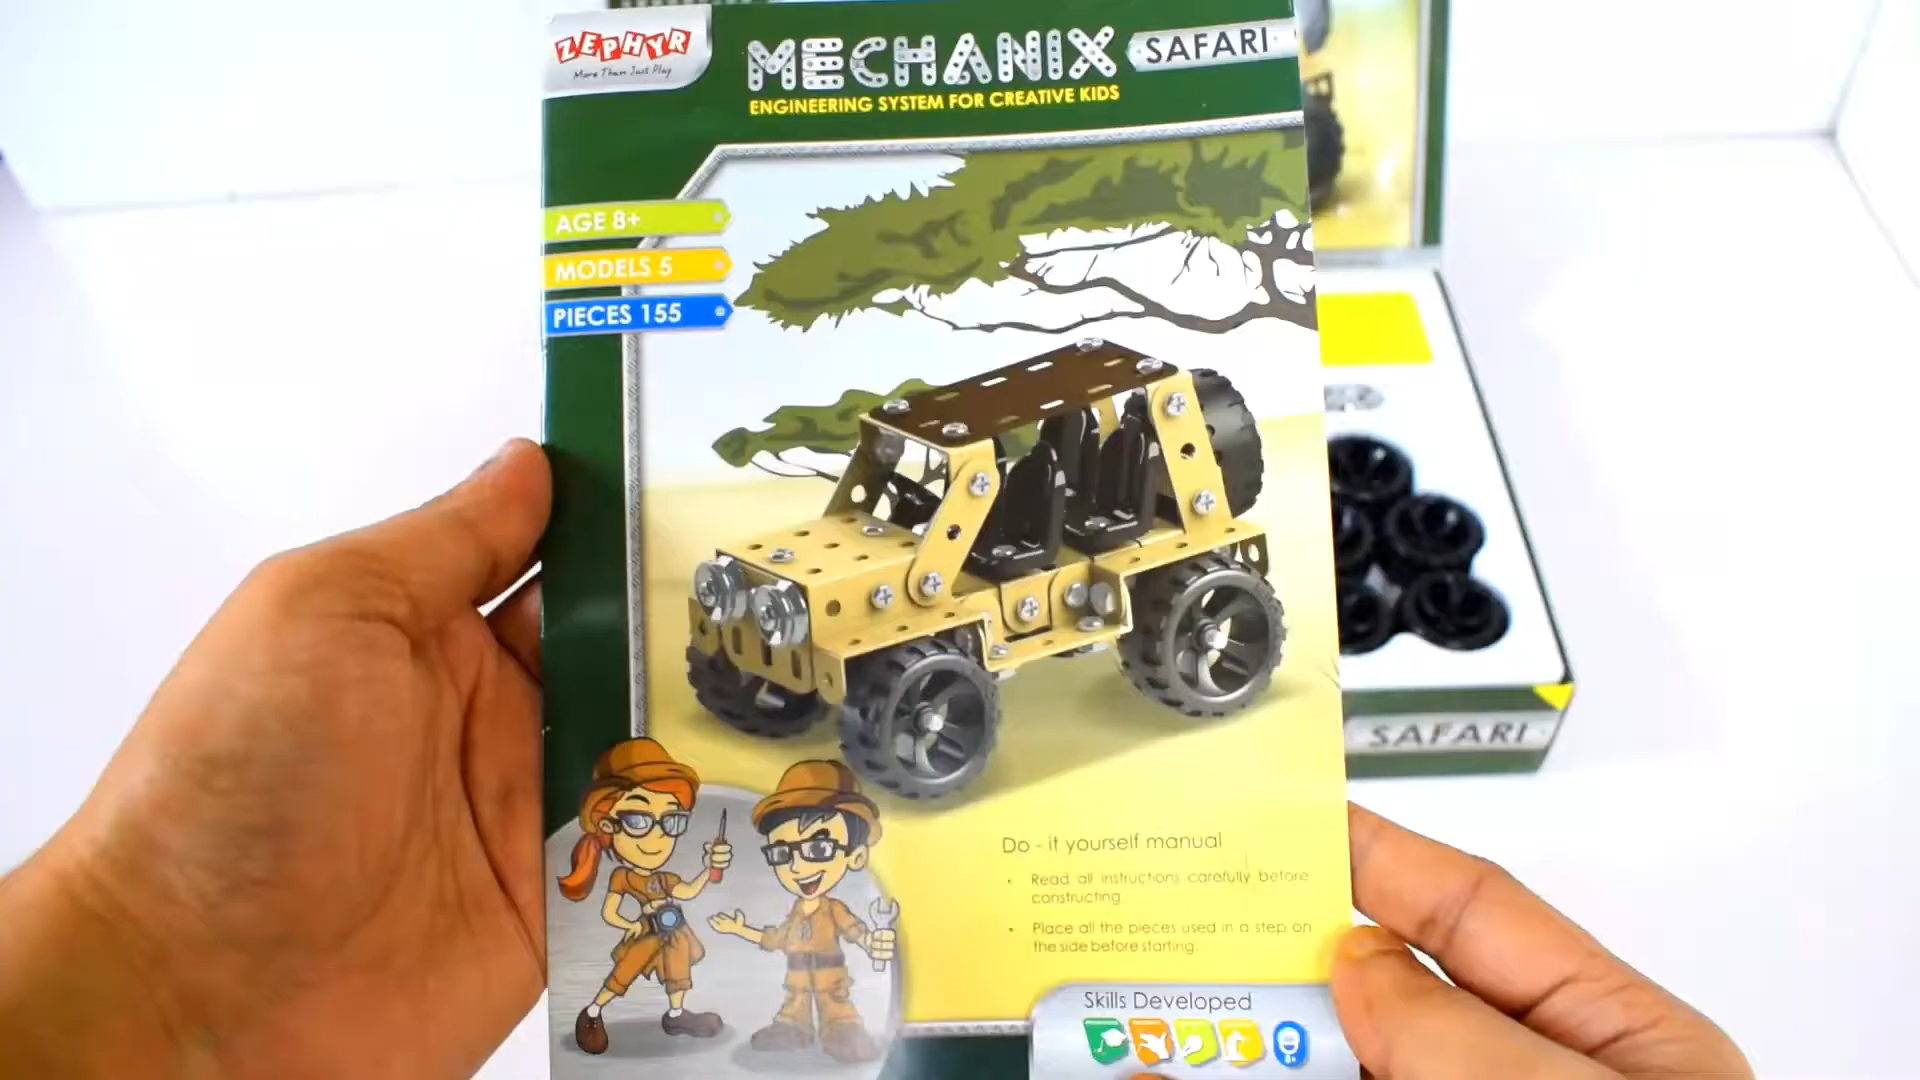 ZEPHYR
More Than Just Play
MECHANIX SAFARI
ENGINEERING SYSTEM FOR CREATIVE KIDS
AGE 8+
MODELS 5
PIECES 155
Do - it yourself manual
• Read all instructions carefully before
constructing
• Place all the pieces used in a step on
the side before starting.
Skills Developed
SAFARI